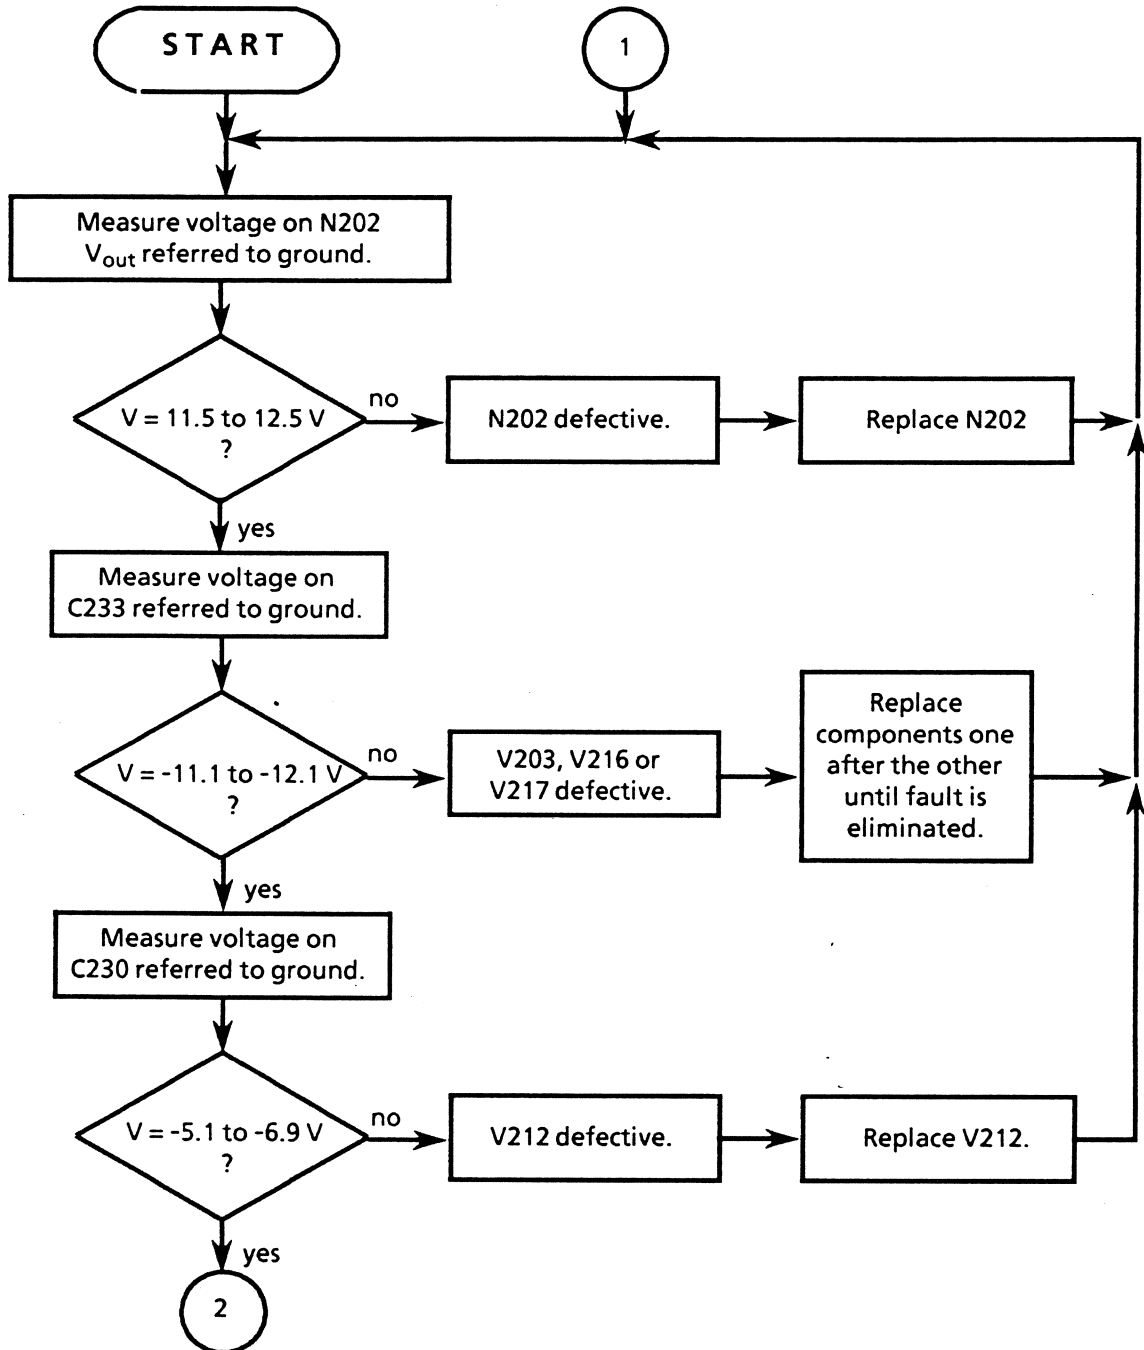 START
1
Measure voltage on N202
Vout referred to ground.
V = 11.5 to 12.5 V
?
no
N202 defective.
Replace N202
yes
Measure voltage on
C233 referred to ground.
V = -11.1 to -12.1 V
?
no
V203, V216 or
V217 defective.
Replace
components one
after the other
until fault is
eliminated.
yes
Measure voltage on
C230 referred to ground.
V = -5.1 to -6.9 V
?
no
V212 defective.
Replace V212.
yes
2